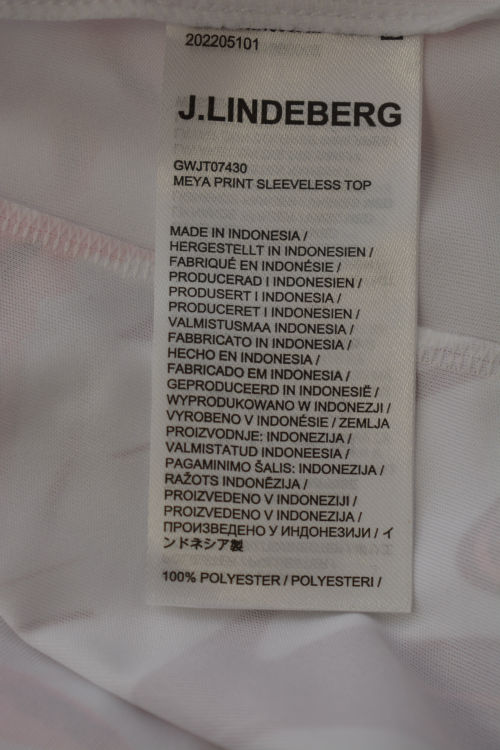 202205101
J.LINDEBERG
GWJT07430
MEYA PRINT SLEEVELESS TOP
MADE IN INDONESIA /
HERGESTELLT IN INDONESIEN /
FABRIQUÉ EN INDONÉSIE /
PRODUCERAD I INDONESIEN /
PRODUSERT I INDONESIA /
PRODUCERET I INDONESIEN /
VALMISTUSMAA INDONESIA /
FABBRICATO IN INDONESIA /
HECHO EN INDONESIA /
FABRICADO EM INDONESIA /
GEPRODUCEERD IN INDONESIË /
WYPRODUKOWANO W INDONEZJI /
VYROBENO V INDONÉSIE / ZEMLJA
PROIZVODNJE: INDONEZIJA /
VALMISTATUD INDONEESIA /
PAGAMINIMO ŠALIS: INDONEZIJA /
RAŽOTS INDONĒZIJA /
PROIZVEDENO V INDONEZIJI /
PROIZVEDENO V INDONEZIJA /
ПРОИЗВЕДЕНО У ИНДОНЕЗИЈИ / イ
ンドネシア製
100% POLYESTER / POLYESTERI /